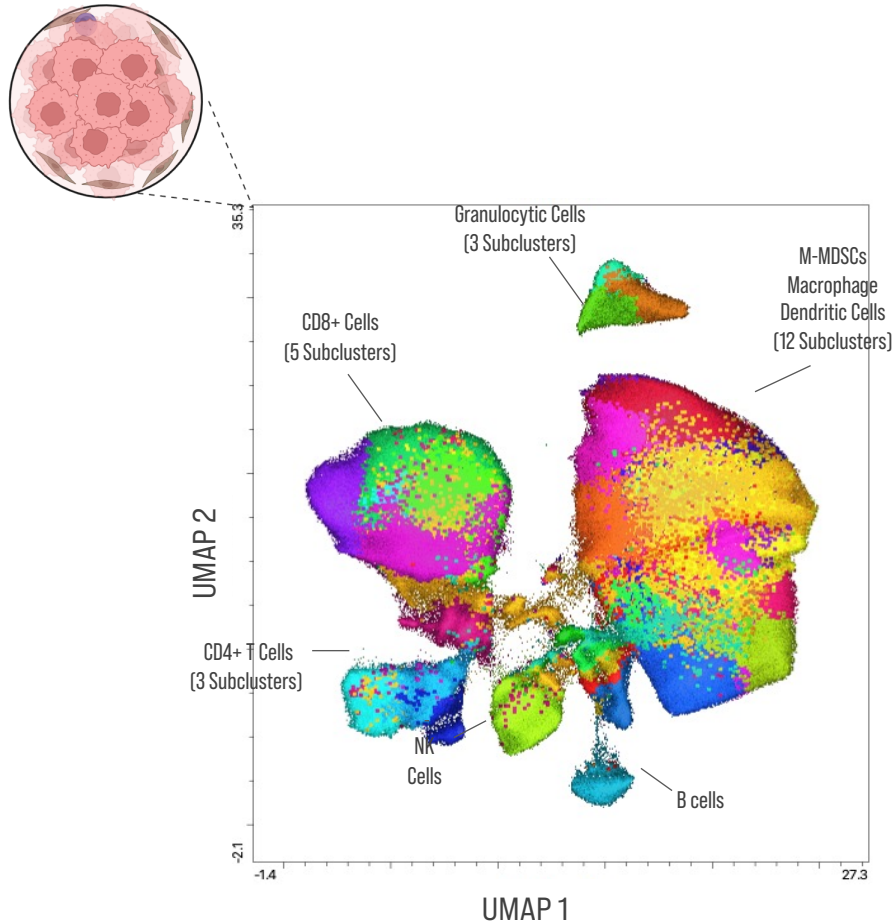 35.3
Granulocytic Cells
(3 Subclusters)
M-MDSCs
Macrophage
Dendritic Cells
(12 Subclusters)
CD8+ Cells
(5 Subclusters)
UMAP 2
CD4+ T Cells
(3 Subclusters)
NK
Cells
B cells
-2.1
-1.4
27.3
UMAP 1